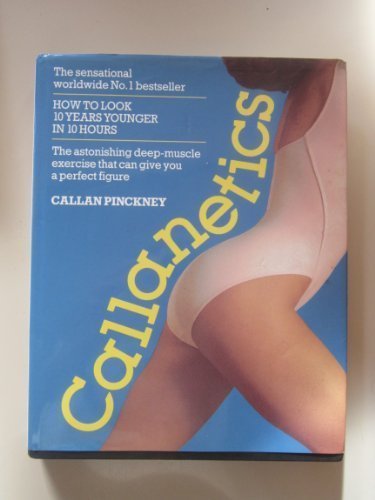 The sensational
worldwide No.1 bestseller
HOW TO LOOK
10 YEARS YOUNGER
IN 10 HOURS
The astonishing deep-muscle
exercise that can give you
a perfect figure
CALLAN PINCKNEY
Callanetics